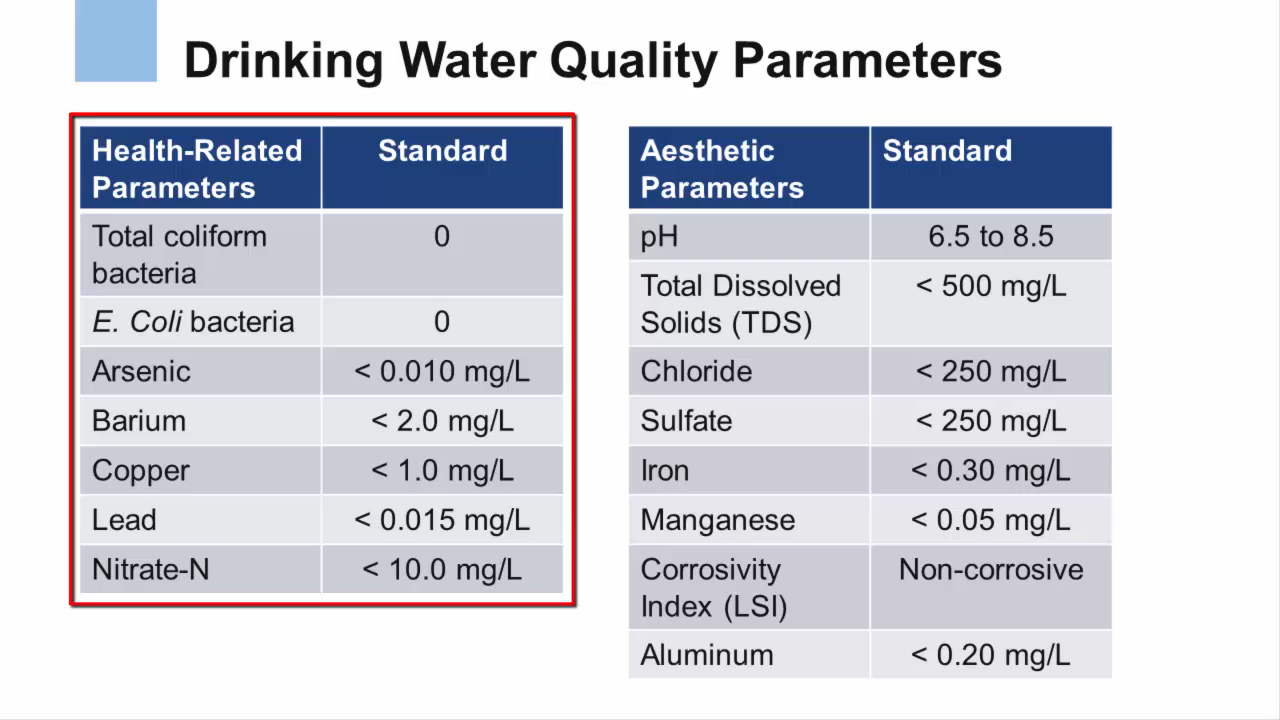 Drinking Water Quality Parameters
Health-Related Standard
Parameters
Total coliform 0
bacteria
E. Coli bacteria 0
Arsenic < 0.010 mg/L
Barium < 2.0 mg/L
Copper < 1.0 mg/L
Lead < 0.015 mg/L
Nitrate-N < 10.0 mg/L
Aesthetic Standard
Parameters
pH 6.5 to 8.5
Total Dissolved < 500 mg/L
Solids (TDS)
Chloride < 250 mg/L
Sulfate < 250 mg/L
Iron < 0.30 mg/L
Manganese < 0.05 mg/L
Corrosivity Non-corrosive
Index (LSI)
Aluminum < 0.20 mg/L